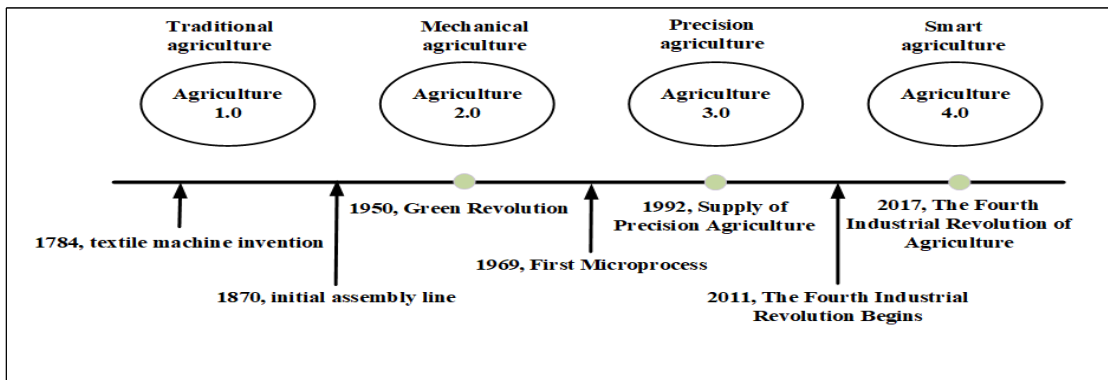 Traditional
agriculture
Mechanical
agriculture
Precision
agriculture
Smart
agriculture
Agriculture
1.0
Agriculture
2.0
Agriculture
3.0
Agriculture
4.0
1784, textile machine invention
1870, initial assembly line
1950, Green Revolution
1969, First Microprocess
1992, Supply of
Precision Agriculture
2011, The Fourth Industrial
Revolution Begins
2017, The Fourth
Industrial Revolution of
Agriculture